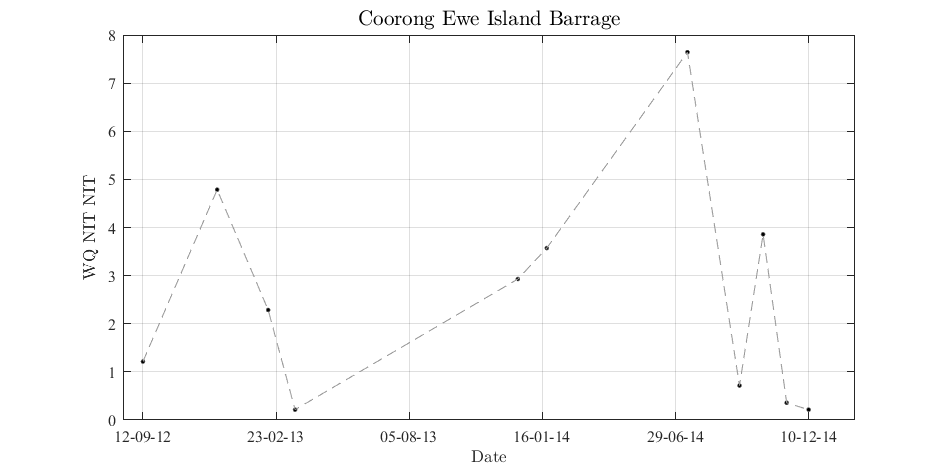 Coorong Ewe Island Barrage
WQ NIT NIT
8
7
6
5
4
3
2
1
0
12-09-12 23-02-13 05-08-13 16-01-14 29-06-14 10-12-14
Date